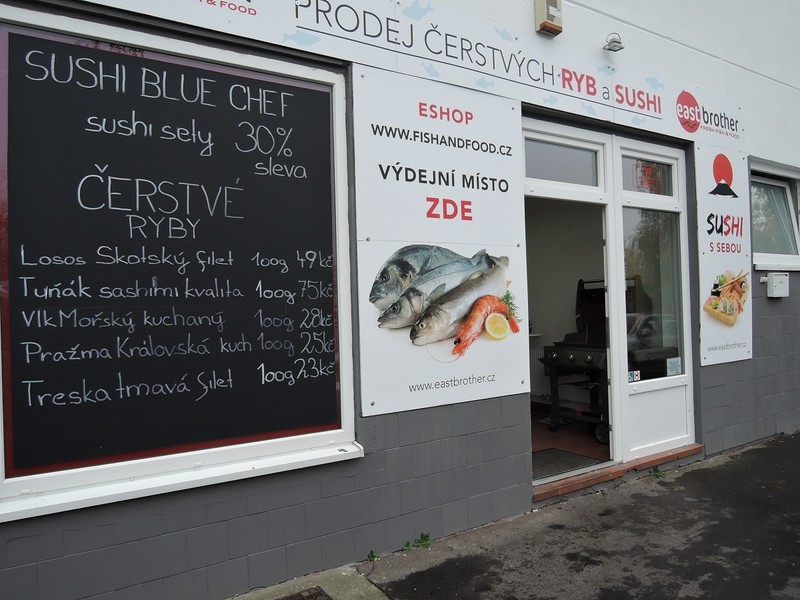 & FOOD
PRODEJ ČERSTVÝCH RYB a SUSHI
east brother
FRESH FISH & FOOD
SUSHI BLUE CHEF
sushi sety 30%
sleva
ČERSTVÉ
RYBY
Losos Skotský filet 100g 49kč
Tuňák sashimi kvalita 100g 75kč
Vlk Mořský kuchaný 100g 28kč
Pražma Královská kuch. 100g 25kč
Treska tmavá filet 100g 23kč
ESHOP
WWW.FISHANDFOOD.CZ
VÝDEJNÍ MÍSTO
ZDE
www.eastbrother.cz
SUSHI
S SEBOU
www.eastbrother.cz